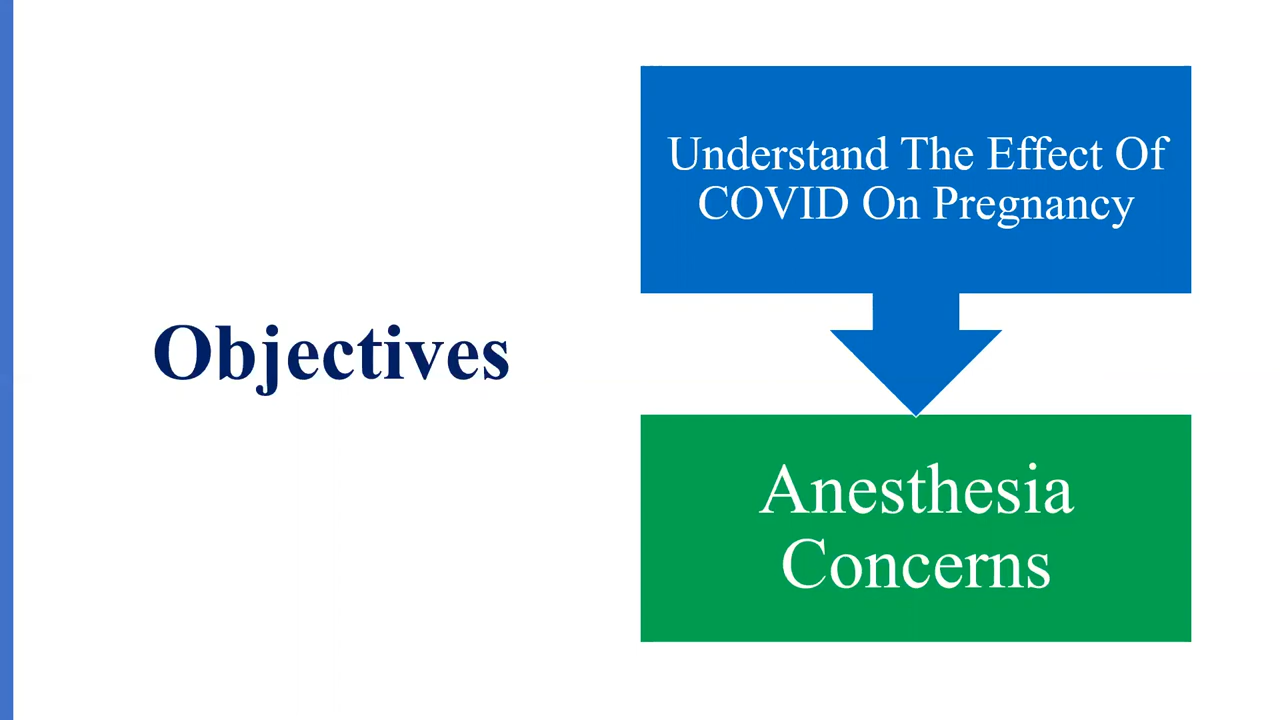 Objectives
Understand The Effect Of
COVID On Pregnancy
Anesthesia
Concerns